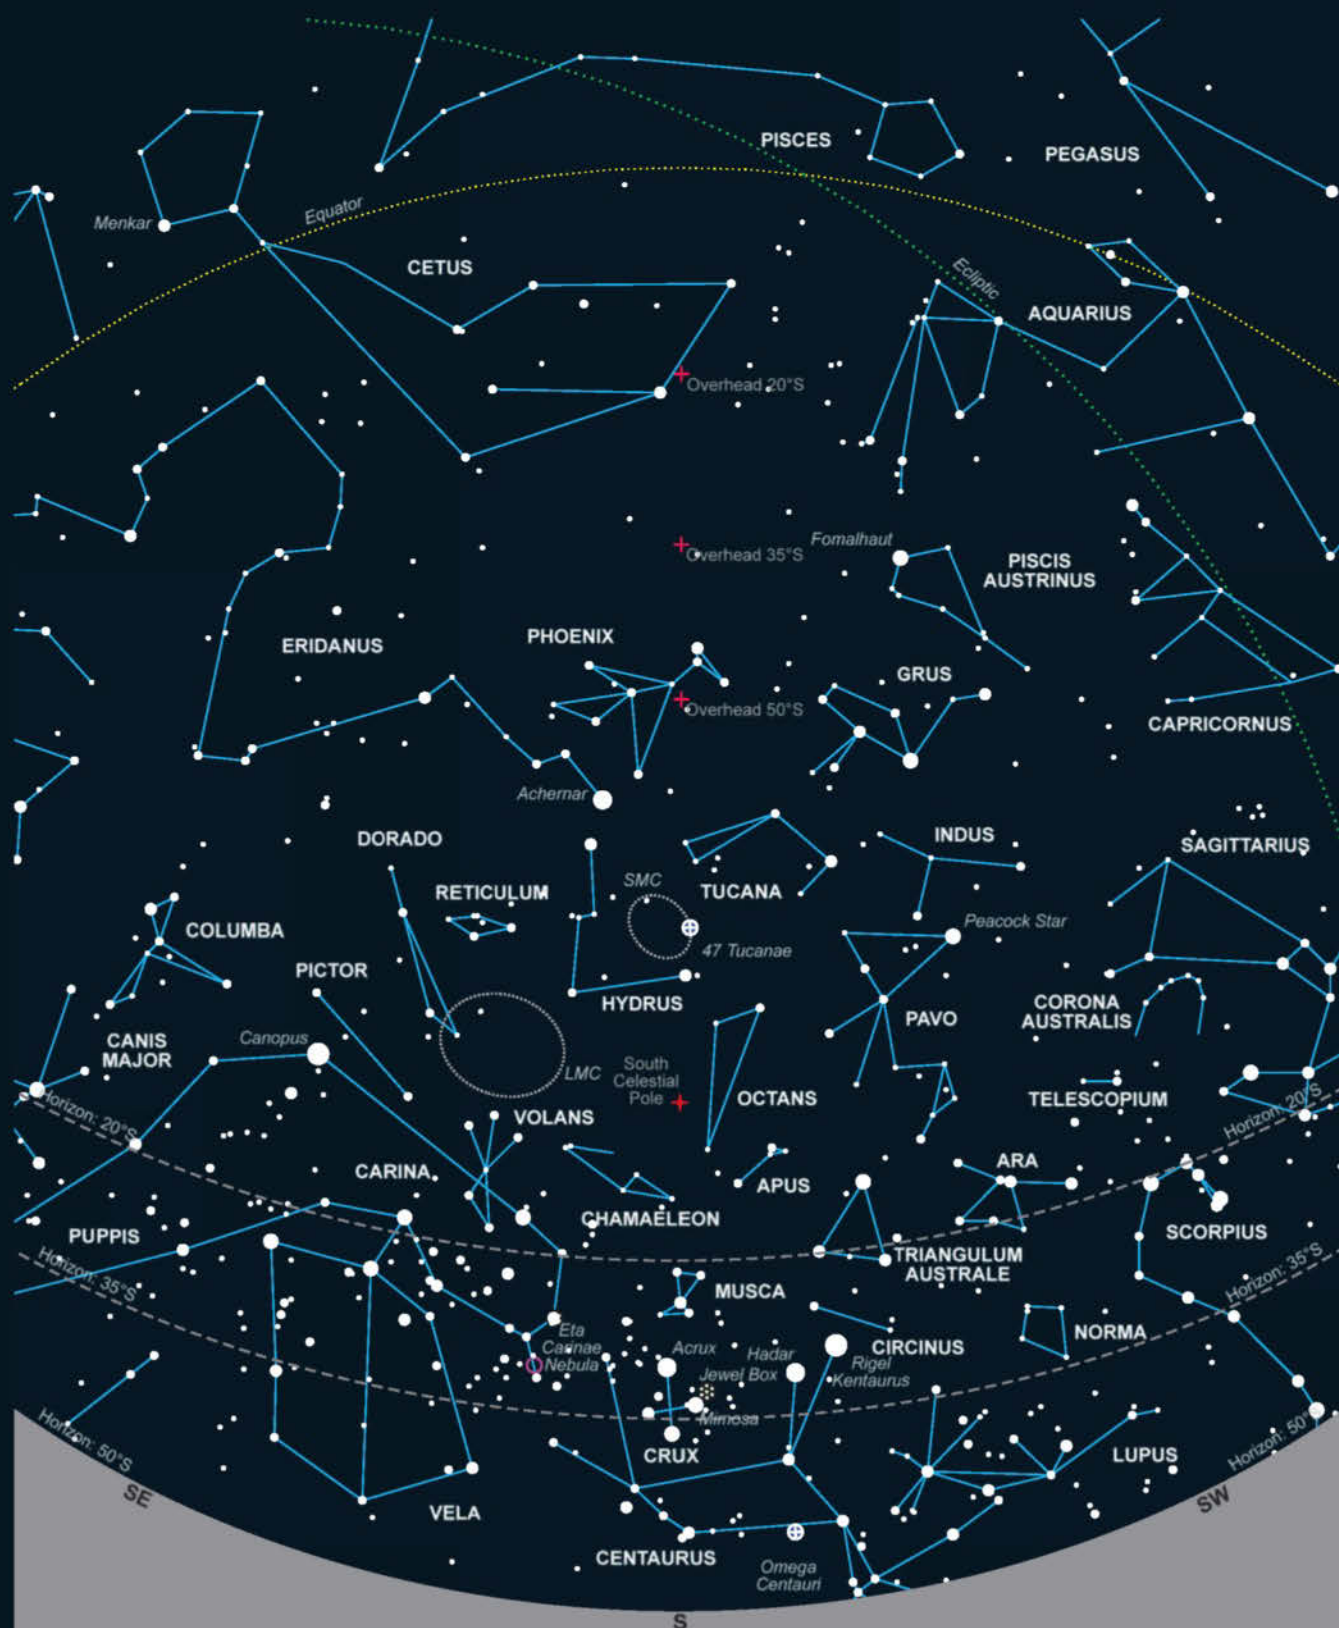 PISCES
PEGASUS
Menkar
Equator
CETUS
Ecliptic
AQUARIUS
Overhead 20°S
Fomalhaut
Overhead 35°S
PISCIS
AUSTRINUS
ERIDANUS
PHOENIX
GRUS
Overhead 50°S
CAPRICORNUS
Achernar
DORADO
INDUS
SAGITTARIUS
RETICULUM
SMC
TUCANA
COLUMBA
Peacock Star
47 Tucanae
PICTOR
HYDRUS
CORONA
AUSTRALIS
PAVO
CANIS
MAJOR
Canopus
LMC
South
Celestial
Pole
OCTANS
TELESCOPIUM
Horizon: 20°S
Horizon: 20°S
VOLANS
CARINA
APUS
ARA
CHAMAELEON
PUPPIS
SCORPIUS
TRIANGULUM
AUSTRALE
Horizon: 35°S
Horizon: 35°S
MUSCA
Eta
Carinae
Nebula
Acrux
Hadar
CIRCINUS
NORMA
Jewel Box
Rigel
Kentaurus
Mimosa
Horizon: 50°S
Horizon: 50°S
CRUX
LUPUS
SE
SW
VELA
CENTAURUS
Omega
Centauri
S